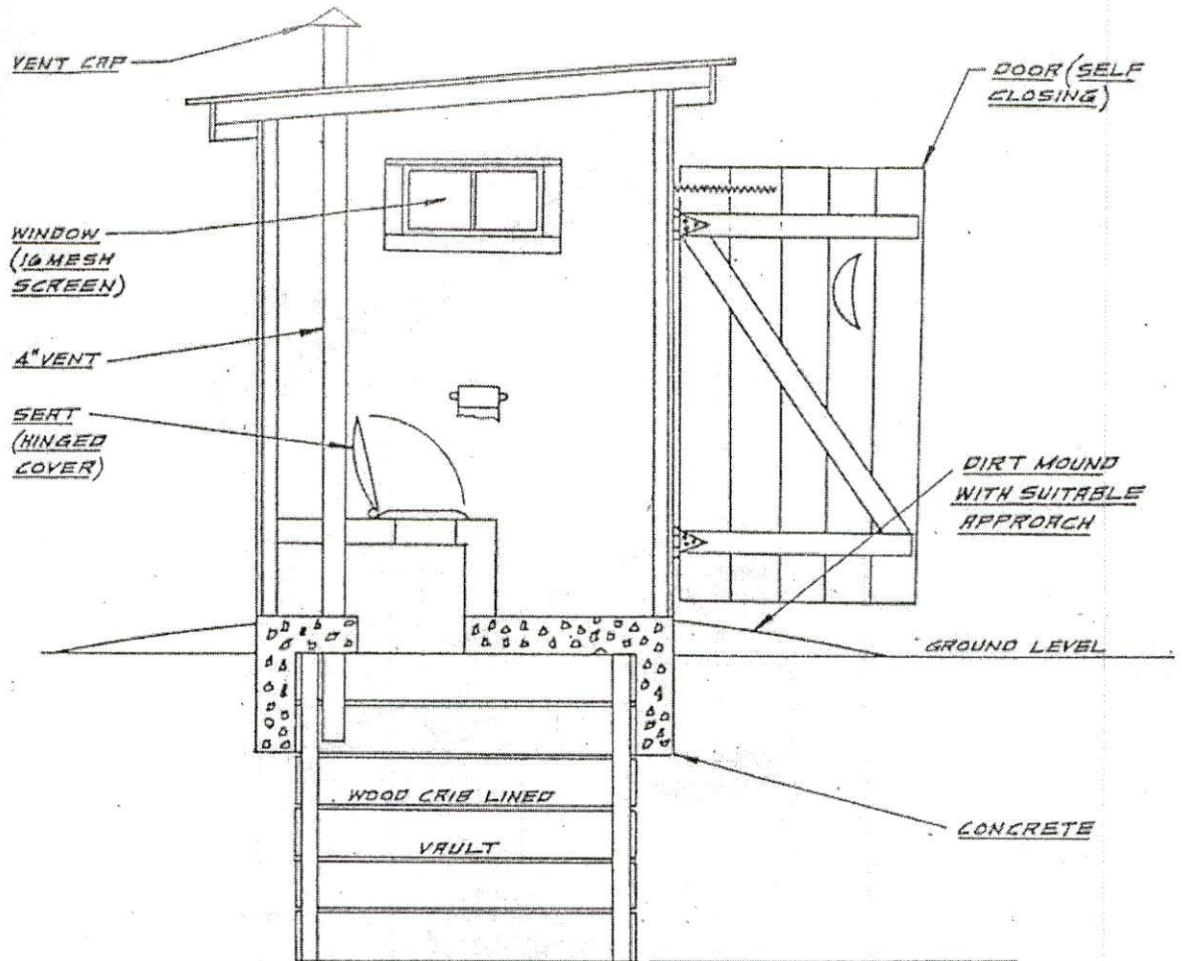 VENT CAP
DOOR (SELF
CLOSING)
WINDOW
(16 MESH
SCREEN)
4" VENT
SEAT
(HINGED
COVER)
DIRT MOUND
WITH SUITABLE
APPROACH
GROUND LEVEL
WOOD CRIB LINED
VAULT
CONCRETE